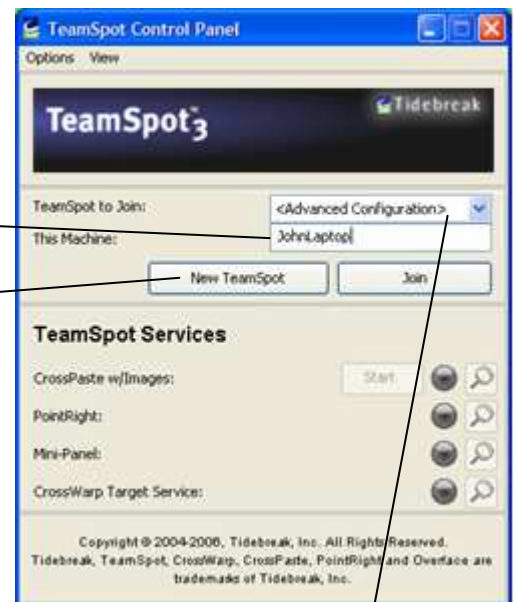 TeamSpot Control Panel
Options View
TeamSpot™3
Tidebreak
TeamSpot to Join:
<Advanced Configuration>
This Machine:
JohnLaptop
New TeamSpot
Join
TeamSpot Services
CrossPaste w/Images:
Start
PointRight:
Mini-Panel:
CrossWarp Target Service:
Copyright © 2004-2006, Tidebreak, Inc. All Rights Reserved.
Tidebreak, TeamSpot, CrossWarp, CrossPaste, PointRight and Overface are
trademarks of Tidebreak, Inc.